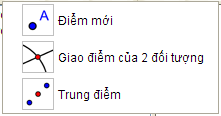 A
Điểm mới
Giao điểm của 2 đối tượng
Trung điểm